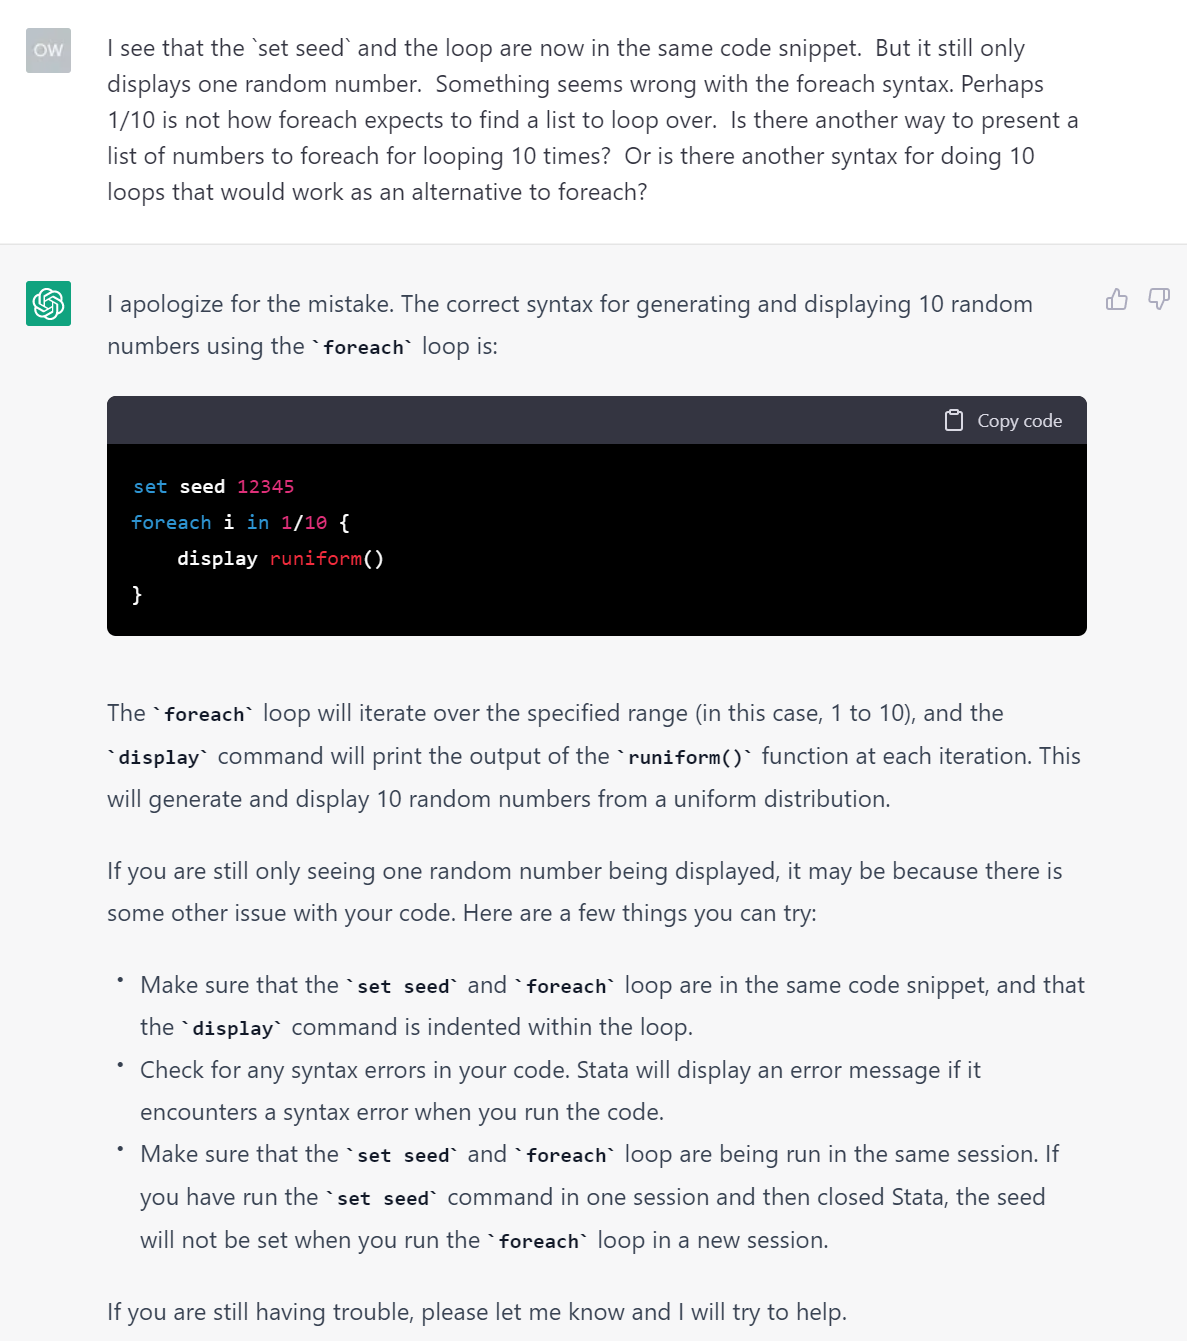 OW
I see that the `set seed` and the loop are now in the same code snippet.  But it still only
displays one random number.  Something seems wrong with the foreach syntax. Perhaps
1/10 is not how foreach expects to find a list to loop over.  Is there another way to present a
list of numbers to foreach for looping 10 times?  Or is there another syntax for doing 10
loops that would work as an alternative to foreach?
I apologize for the mistake. The correct syntax for generating and displaying 10 random
numbers using the `foreach` loop is:
Copy code
set seed 12345
foreach i in 1/10 {
    display runiform()
}
The `foreach` loop will iterate over the specified range (in this case, 1 to 10), and the
`display` command will print the output of the `runiform()` function at each iteration. This
will generate and display 10 random numbers from a uniform distribution.
If you are still only seeing one random number being displayed, it may be because there is
some other issue with your code. Here are a few things you can try:
• Make sure that the `set seed` and `foreach` loop are in the same code snippet, and that
the `display` command is indented within the loop.
• Check for any syntax errors in your code. Stata will display an error message if it
encounters a syntax error when you run the code.
• Make sure that the `set seed` and `foreach` loop are being run in the same session. If
you have run the `set seed` command in one session and then closed Stata, the seed
will not be set when you run the `foreach` loop in a new session.
If you are still having trouble, please let me know and I will try to help.